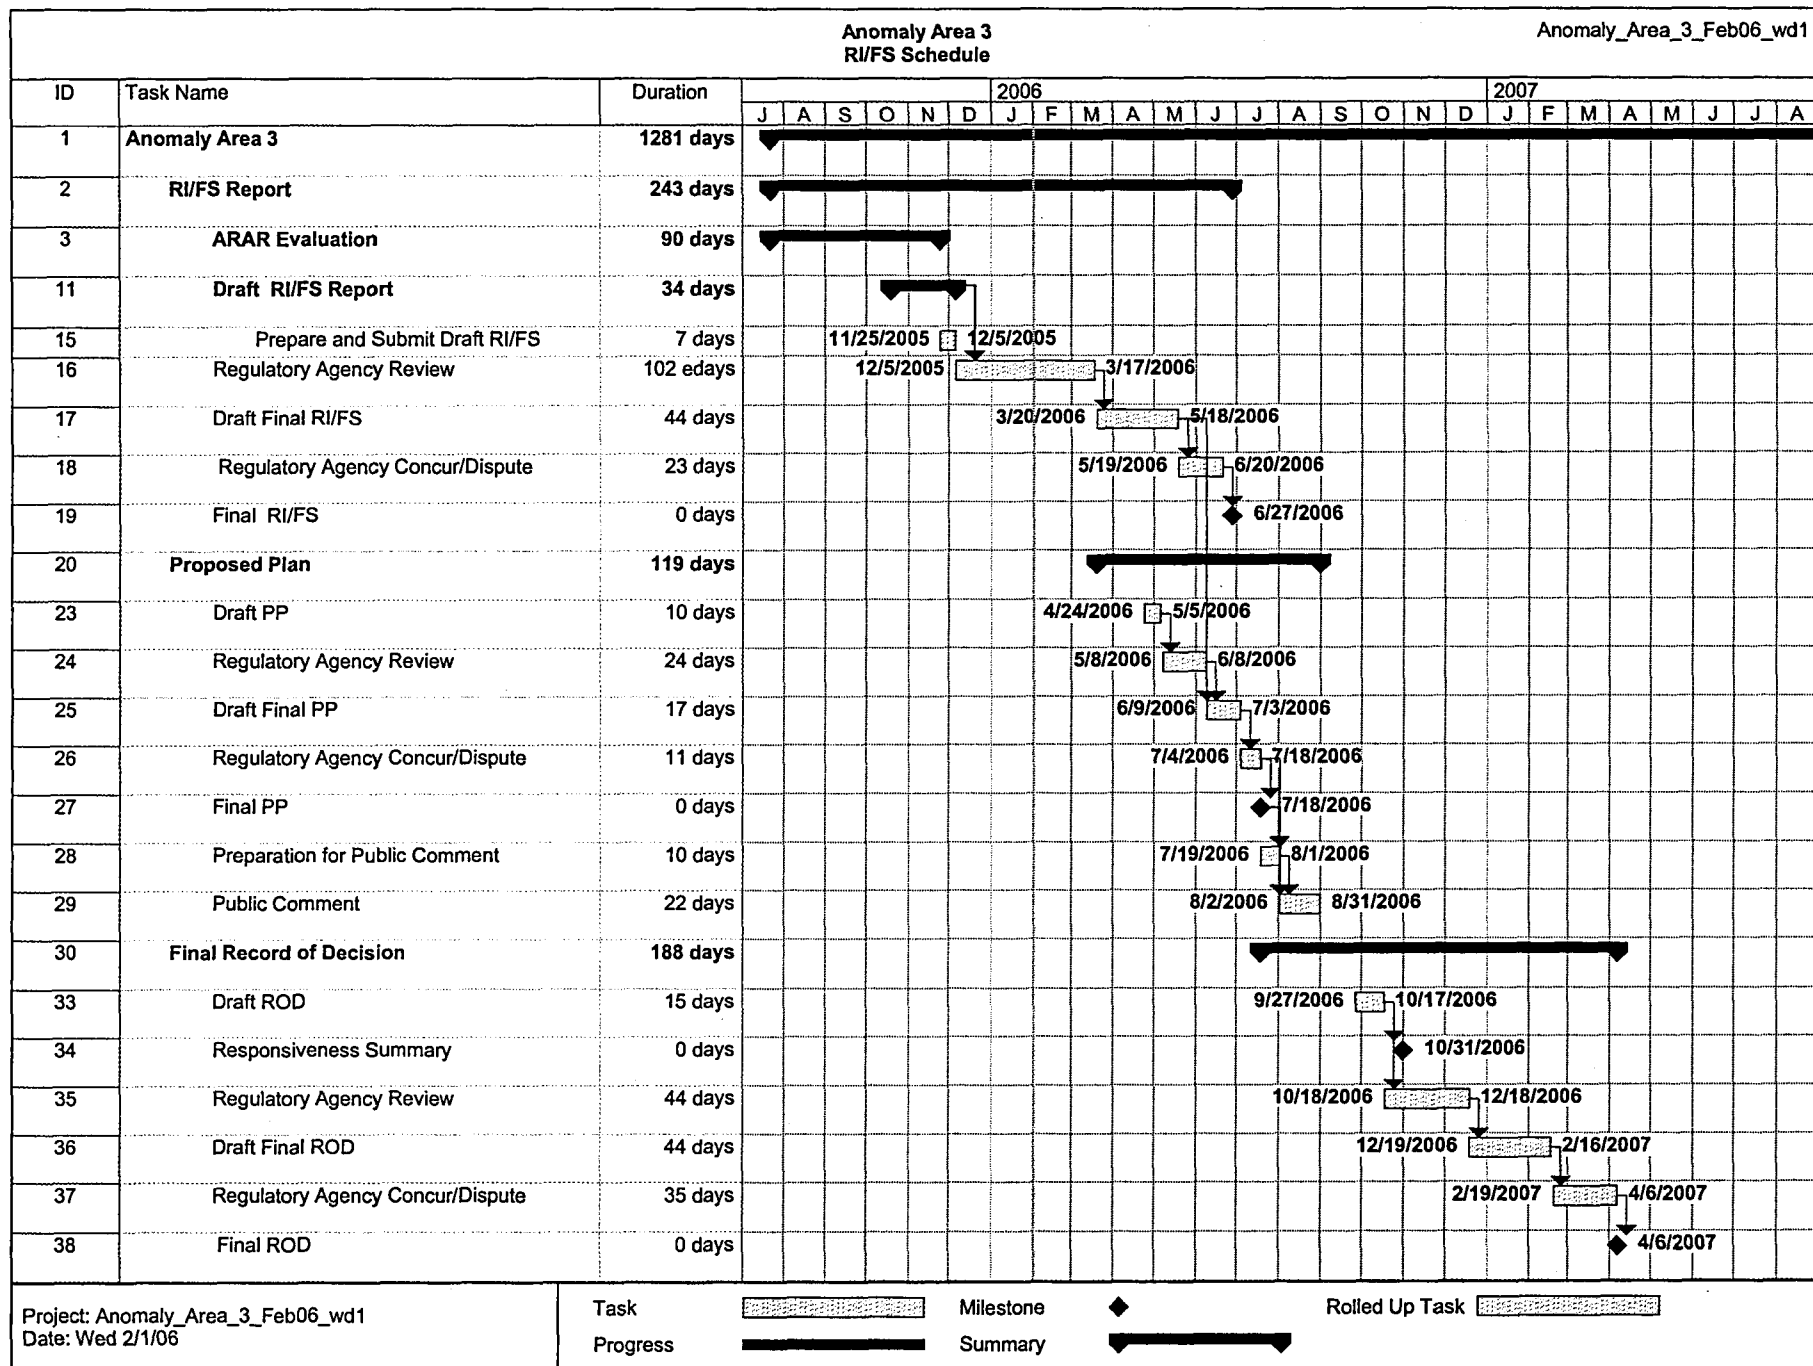 Anomaly Area 3
RI/FS Schedule
Anomaly_Area_3_Feb06_wd1
ID Task Name Duration 2006 2007
J A S O N D J F M A M J J A S O N D J F M A M J J A
1 Anomaly Area 3 1281 days
2 RI/FS Report 243 days
3 ARAR Evaluation 90 days
11 Draft RI/FS Report 34 days
15 Prepare and Submit Draft RI/FS 7 days 11/25/2005 12/5/2005
16 Regulatory Agency Review 102 edays 12/5/2005 3/17/2006
17 Draft Final RI/FS 44 days 3/20/2006 5/18/2006
18 Regulatory Agency Concur/Dispute 23 days 5/19/2006 6/20/2006
19 Final RI/FS 0 days 6/27/2006
20 Proposed Plan 119 days
23 Draft PP 10 days 4/24/2006 5/5/2006
24 Regulatory Agency Review 24 days 5/8/2006 6/8/2006
25 Draft Final PP 17 days 6/9/2006 7/3/2006
26 Regulatory Agency Concur/Dispute 11 days 7/4/2006 7/18/2006
27 Final PP 0 days 7/18/2006
28 Preparation for Public Comment 10 days 7/19/2006 8/1/2006
29 Public Comment 22 days 8/2/2006 8/31/2006
30 Final Record of Decision 188 days
33 Draft ROD 15 days 9/27/2006 10/17/2006
34 Responsiveness Summary 0 days 10/31/2006
35 Regulatory Agency Review 44 days 10/18/2006 12/18/2006
36 Draft Final ROD 44 days 12/19/2006 2/16/2007
37 Regulatory Agency Concur/Dispute 35 days 2/19/2007 4/6/2007
38 Final ROD 0 days 4/6/2007
Project: Anomaly_Area_3_Feb06_wd1
Date: Wed 2/1/06
Task Milestone Rolled Up Task
Progress Summary